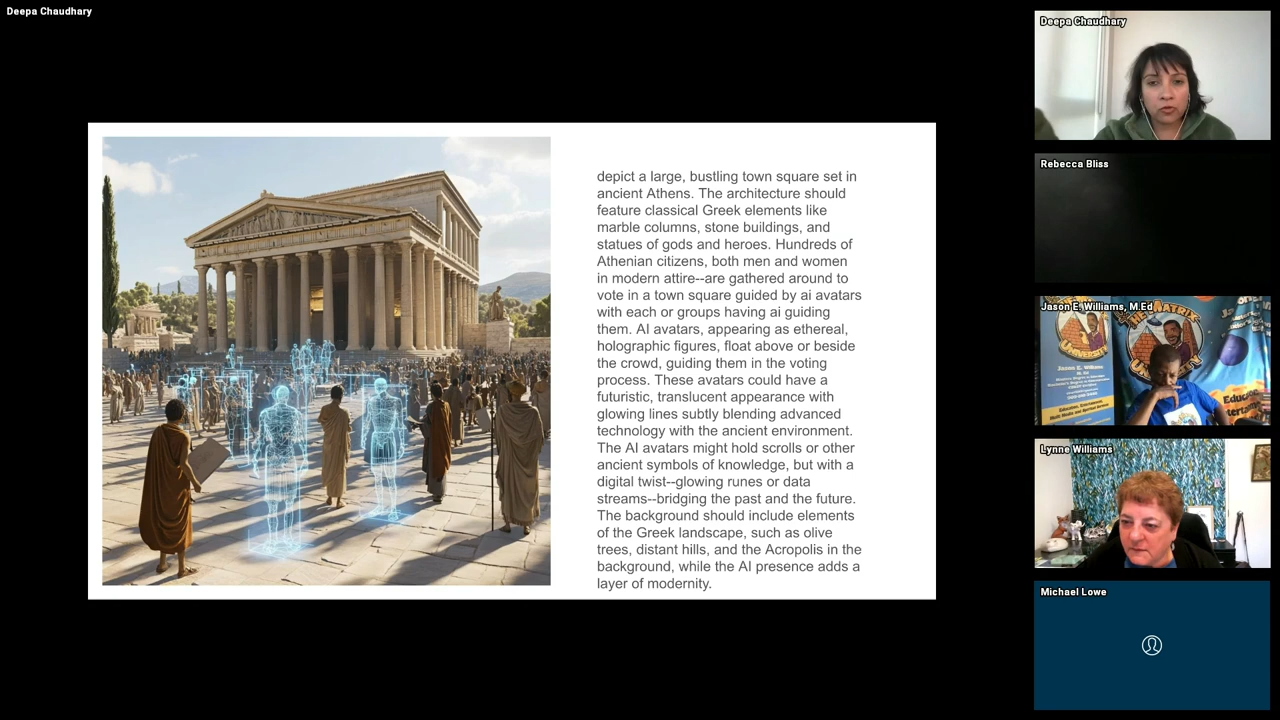 Deepa Chaudhary
depict a large, bustling town square set in
ancient Athens. The architecture should
feature classical Greek elements like
marble columns, stone buildings, and
statues of gods and heroes. Hundreds of
Athenian citizens, both men and women
in modern attire--are gathered around to
vote in a town square guided by ai avatars
with each or groups having ai guiding
them. AI avatars, appearing as ethereal,
holographic figures, float above or beside
the crowd, guiding them in the voting
process. These avatars could have a
futuristic, translucent appearance with
glowing lines subtly blending advanced
technology with the ancient environment.
The AI avatars might hold scrolls or other
ancient symbols of knowledge, but with a
digital twist--glowing runes or data
streams--bridging the past and the future.
The background should include elements
of the Greek landscape, such as olive
trees, distant hills, and the Acropolis in the
background, while the AI presence adds a
layer of modernity.
Deepa Chaudhary
Rebecca Bliss
Jason E. Williams, M.Ed
Lynne Williams
Michael Lowe